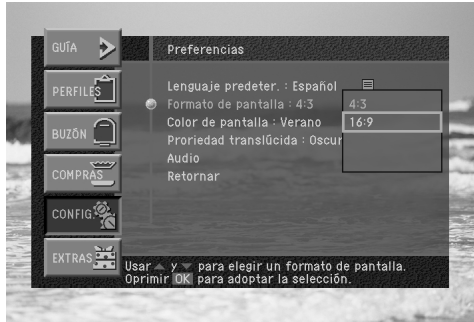 GUÍA
PERFILES
BUZÓN
COMPRAS
CONFIG.
EXTRAS
Preferencias
Lenguaje predeter. : Español
Formato de pantalla : 4:3
Color de pantalla : Verano
Proriedad translúcida : Oscur
Audio
Retornar
4:3
16:9
Usar y para elegir un formato de pantalla.
Oprimir OK para adoptar la selección.